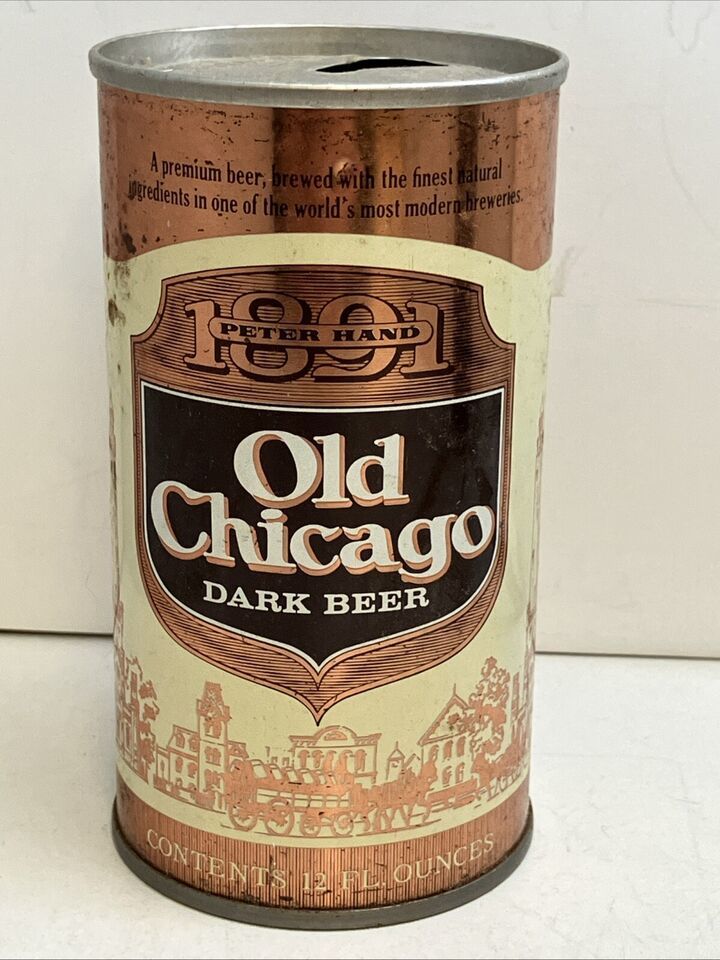 A premium beer, brewed with the finest natural
ingredients in one of the world's most modern breweries.
1891
PETER HAND
Old
Chicago
DARK BEER
CONTENTS 12 FL. OUNCES